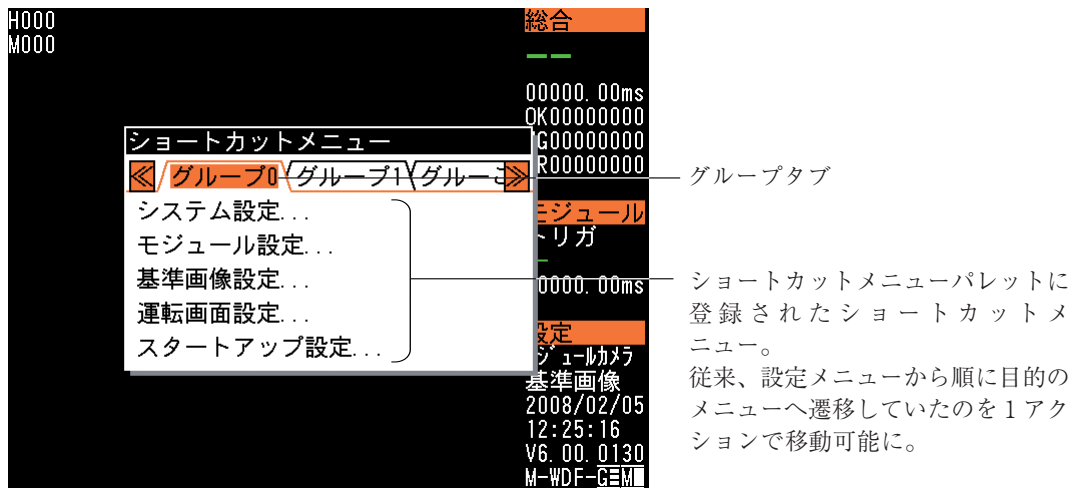 H000
M000
総合
00000.00ms
OK00000000
G00000000
R00000000
ショートカットメニュー
≪ グループ0 グループ1 グルー ≫
グループタブ
システム設定...
モジュール設定...
基準画像設定...
運転画面設定...
スタートアップ設定...
モジュール
トリガ
0000.00ms
設定
ジュールカメラ
基準画像
2008/02/05
12:25:16
V6.00.0130
M-WDF-G☰M
ショートカットメニューパレットに
登録されたショートカットメ
ニュー。
従来、設定メニューから順に目的の
メニューへ遷移していたのを1アク
ションで移動可能に。